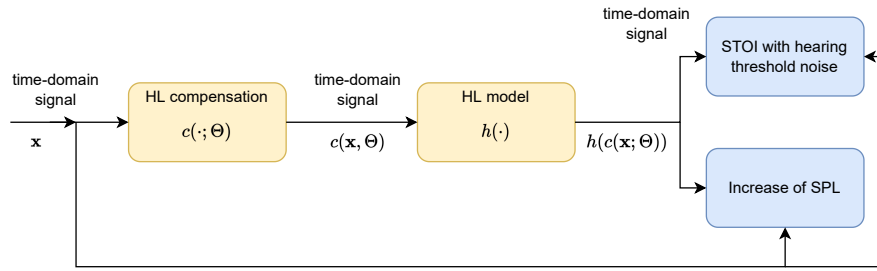 time-domain
signal
x
HL compensation
c(·; Θ)
time-domain
signal
c(x, Θ)
HL model
h(·)
time-domain
signal
h(c(x; Θ))
STOI with hearing
threshold noise
Increase of SPL